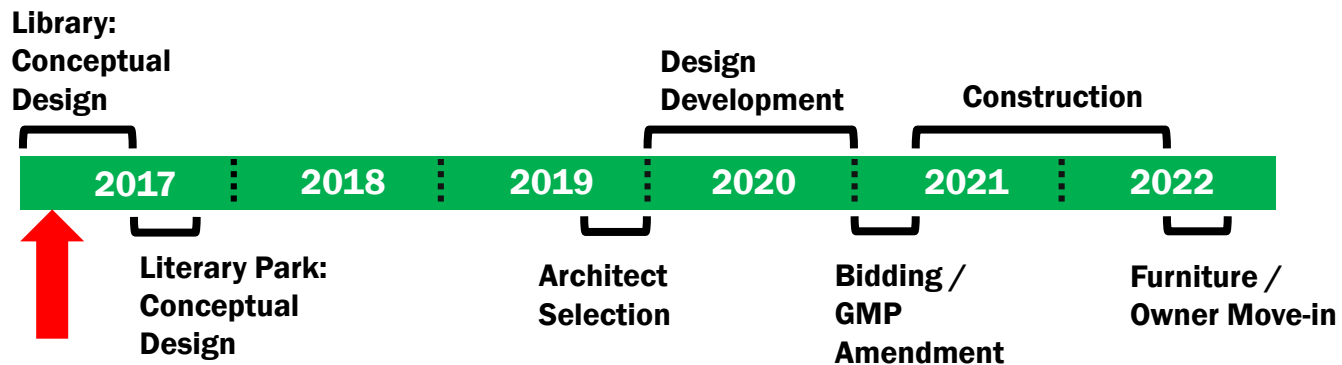 Library:
Conceptual
Design
Design
Development
Construction
2017
2018
2019
2020
2021
2022
Literary Park:
Conceptual
Design
Architect
Selection
Bidding /
GMP
Amendment
Furniture /
Owner Move-in